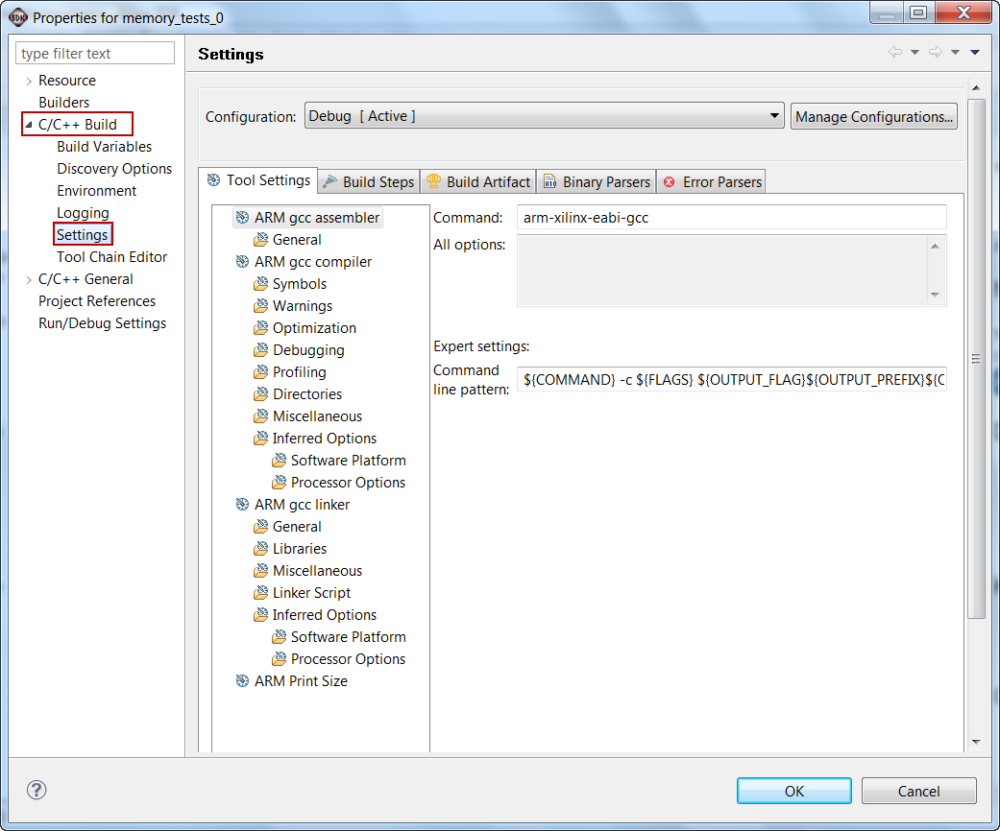 Properties for memory_tests_0
type filter text
Resource
Builders
C/C++ Build
Build Variables
Discovery Options
Environment
Logging
Settings
Tool Chain Editor
C/C++ General
Project References
Run/Debug Settings
Settings
Configuration: Debug [ Active ] Manage Configurations...
Tool Settings Build Steps Build Artifact Binary Parsers Error Parsers
ARM gcc assembler
General
ARM gcc compiler
Symbols
Warnings
Optimization
Debugging
Profiling
Directories
Miscellaneous
Inferred Options
Software Platform
Processor Options
ARM gcc linker
General
Libraries
Miscellaneous
Linker Script
Inferred Options
Software Platform
Processor Options
ARM Print Size
Command: arm-xilinx-eabi-gcc
All options:
Expert settings:
Command
line pattern: ${COMMAND} -c ${FLAGS} ${OUTPUT_FLAG}${OUTPUT_PREFIX}${C
OK Cancel